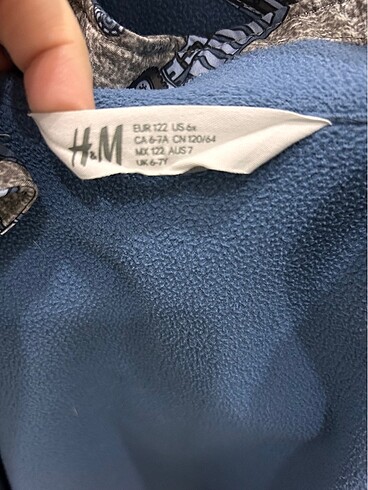 H&M
EUR 122 US 6x
CA 6-7A CN 120/64
MX 122 AUS 7
UK 6-7Y